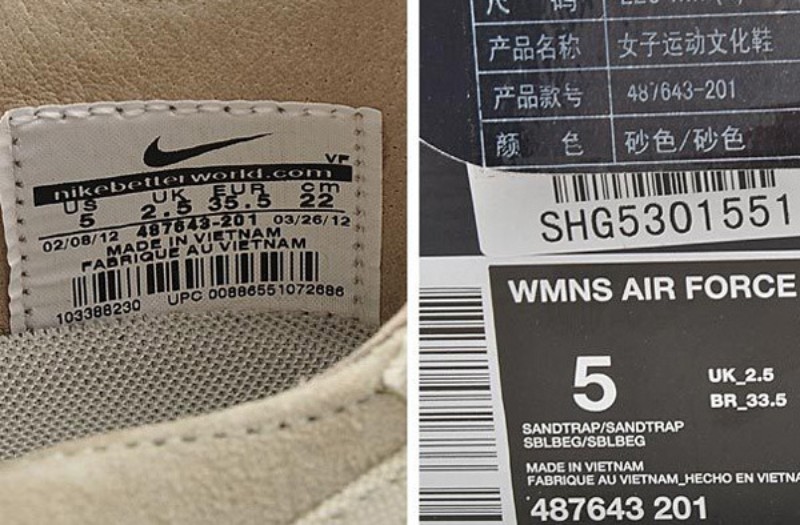 VF
nikebetterworld.com
US UK EUR cm
5 2.5 35.5 22
02/08/12 487643-201 03/26/12
MADE IN VIETNAM
FABRIQUE AU VIETNAM
103388230 UPC 00886551072686
尺 码
产品名称 女子运动文化鞋
产品款号 487643-201
颜 色 砂色/砂色
SHG5301551
WMNS AIR FORCE
5
UK_2.5
BR_33.5
SANDTRAP/SANDTRAP
SBLBEG/SBLBEG
MADE IN VIETNAM
FABRIQUE AU VIETNAM_HECHO EN VIETNA
487643 201